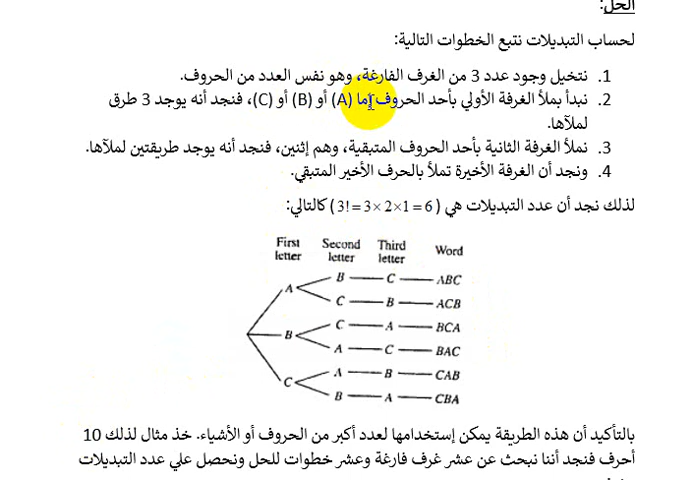 الحل:
لحساب التبديلات نتبع الخطوات التالية:
1. نتخيل وجود عدد 3 من الغرف الفارغة، وهو نفس العدد من الحروف.
2. نبدأ بملأ الغرفة الأولي بأحد الحروف إما (A) أو (B) أو (C)، فنجد أنه يوجد 3 طرق
لملآها.
3. نملأ الغرفة الثانية بأحد الحروف المتبقية، وهم إثنين، فنجد أنه يوجد طريقتين لملآها.
4. ونجد أن الغرفة الأخيرة تملأ بالحرف الأخير المتبقي.
لذلك نجد أن عدد التبديلات هي (3!=3×2×1=6) كالتالي:
First letter Second letter Third letter Word
A B C ABC
C B ACB
B C A BCA
A C BAC
C A B CAB
B A CBA
بالتأكيد أن هذه الطريقة يمكن إستخدامها لعدد أكبر من الحروف أو الأشياء. خذ مثال لذلك 10
أحرف فنجد أننا نبحث عن عشر غرف فارغة وعشر خطوات للحل ونحصل علي عدد التبديلات